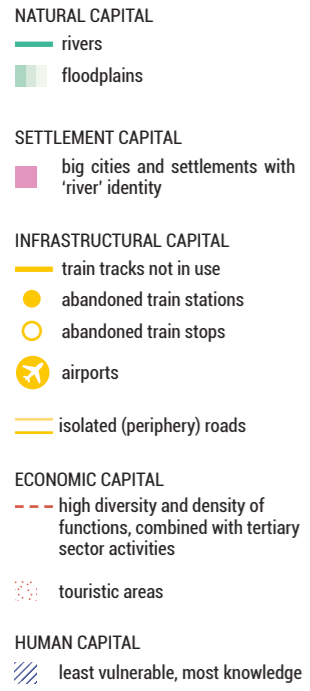 NATURAL CAPITAL
rivers
floodplains
SETTLEMENT CAPITAL
big cities and settlements with
‘river’ identity
INFRASTRUCTURAL CAPITAL
train tracks not in use
abandoned train stations
abandoned train stops
airports
isolated (periphery) roads
ECONOMIC CAPITAL
high diversity and density of
functions, combined with tertiary
sector activities
touristic areas
HUMAN CAPITAL
least vulnerable, most knowledge